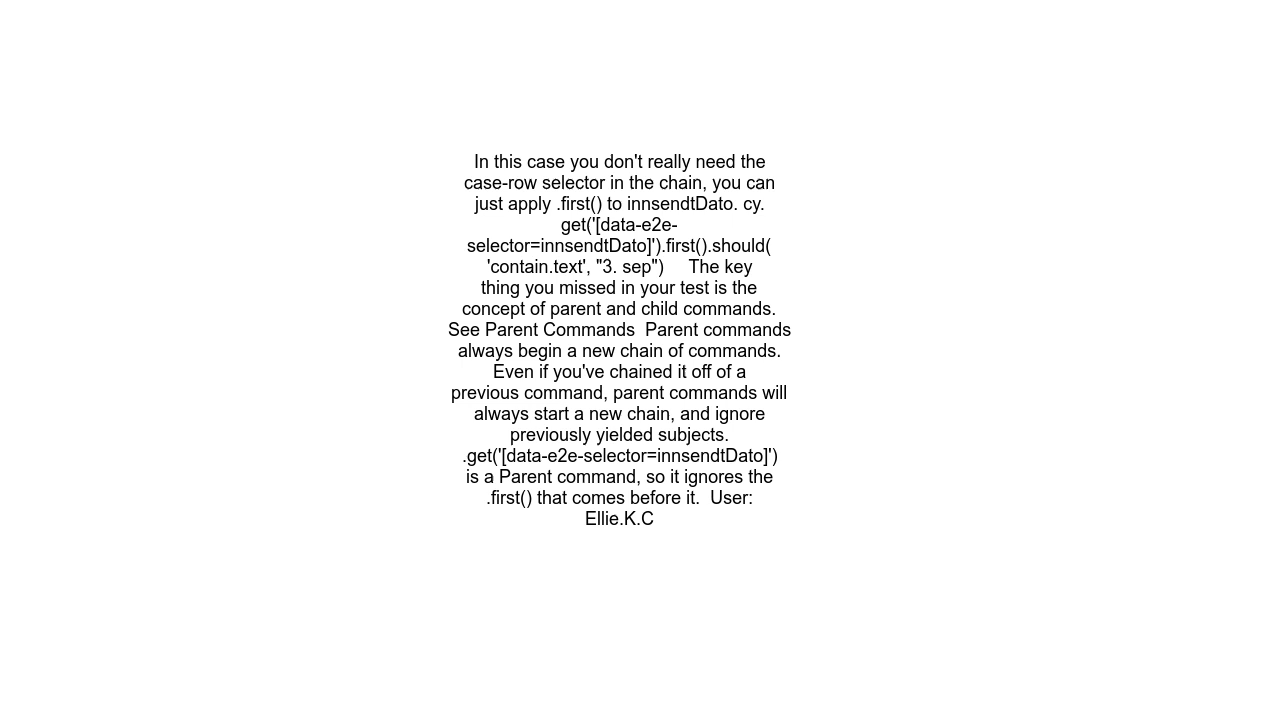 In this case you don't really need the
case-row selector in the chain, you can
just apply .first() to innsendtDato. cy.
get('[data-e2e-
selector=innsendtDato]').first().should(
'contain.text', "3. sep")     The key
thing you missed in your test is the
concept of parent and child commands.
See Parent Commands  Parent commands
always begin a new chain of commands.
Even if you've chained it off of a
previous command, parent commands will
always start a new chain, and ignore
previously yielded subjects.
.get('[data-e2e-selector=innsendtDato]')
is a Parent command, so it ignores the
.first() that comes before it.  User:
Ellie.K.C